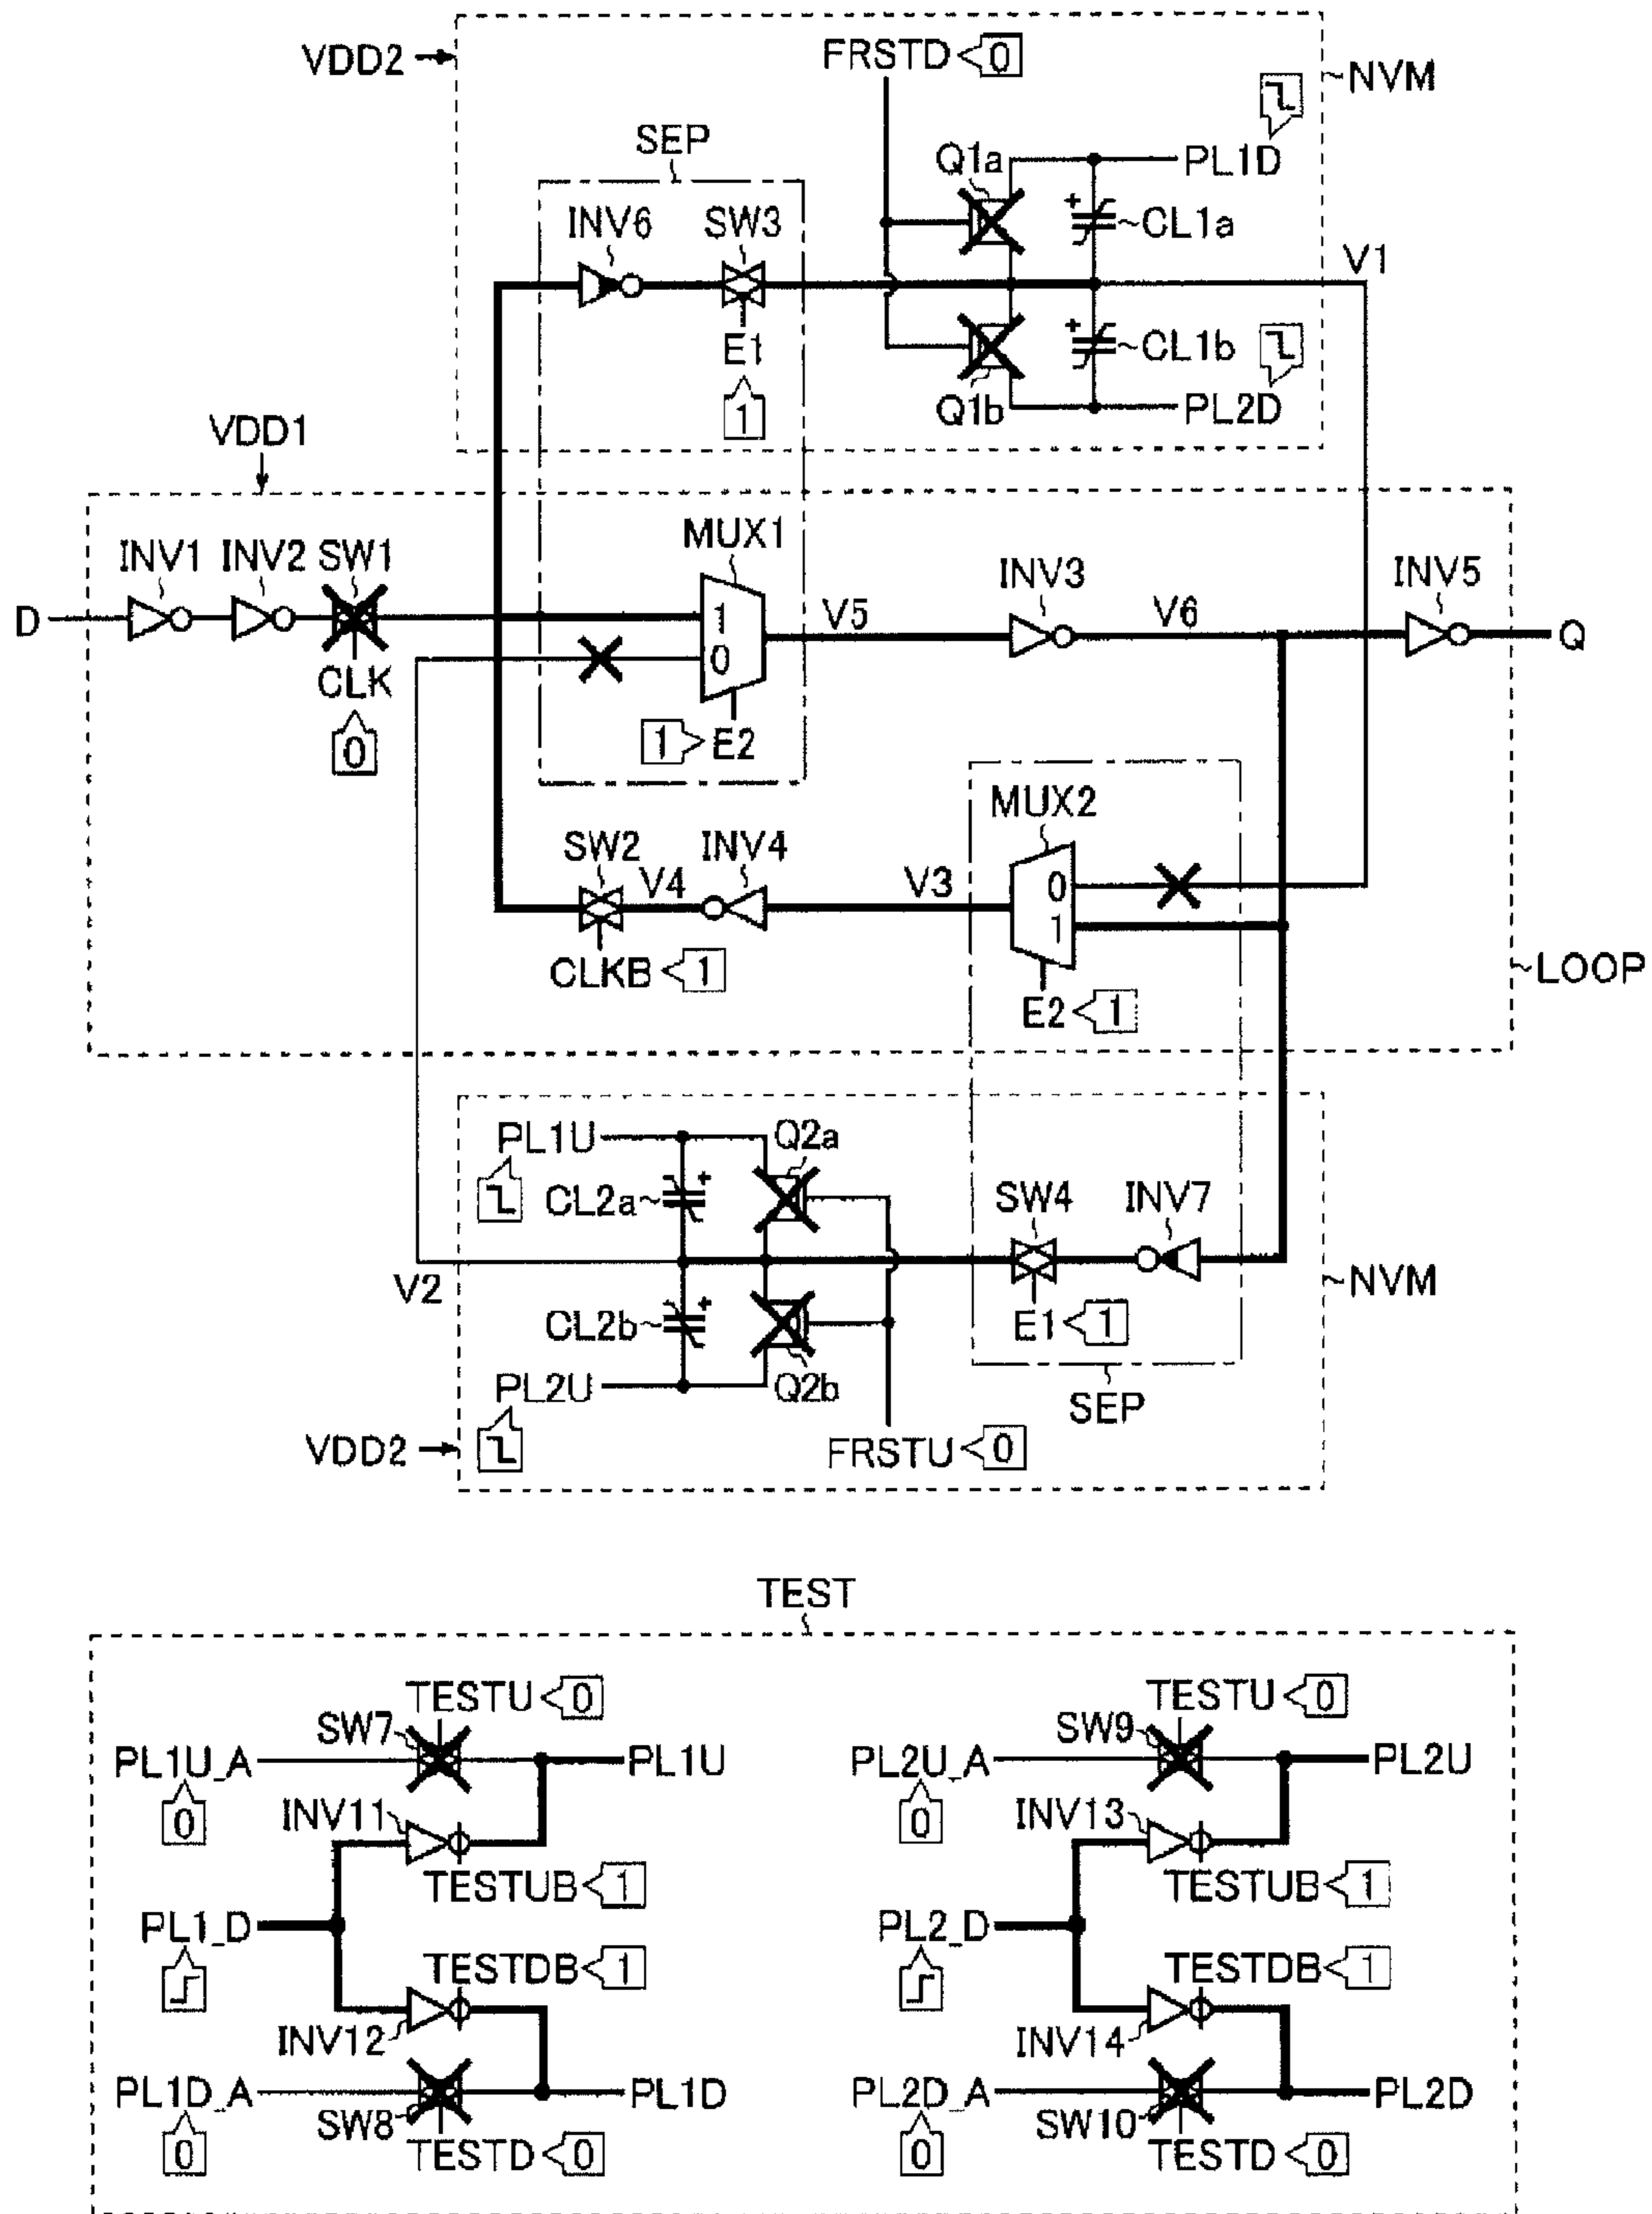 VDD2
FRSTD 0
NVM
SEP
Q1a
PL1D
INV6
SW3
CL1a
V1
E1
1
CL1b
Q1b
PL2D
VDD1
INV1
INV2
SW1
MUX1
INV3
INV5
D
1
V5
V6
Q
0
CLK
0
1 E2
MUX2
SW2
INV4
V4
V3
0
1
CLKB 1
E2 1
LOOP
PL1U
Q2a
CL2a
SW4
INV7
V2
NVM
CL2b
E1 1
PL2U
Q2b
SEP
VDD2
FRSTU 0
TEST
TESTU 0
TESTU 0
SW7
SW9
PL1U_A
PL1U
PL2U_A
PL2U
0
INV11
0
INV13
TESTUB 1
TESTUB 1
PL1_D
PL2_D
TESTDB 1
TESTDB 1
INV12
INV14
PL1D_A
PL1D
PL2D_A
PL2D
0
SW8
0
SW10
TESTD 0
TESTD 0